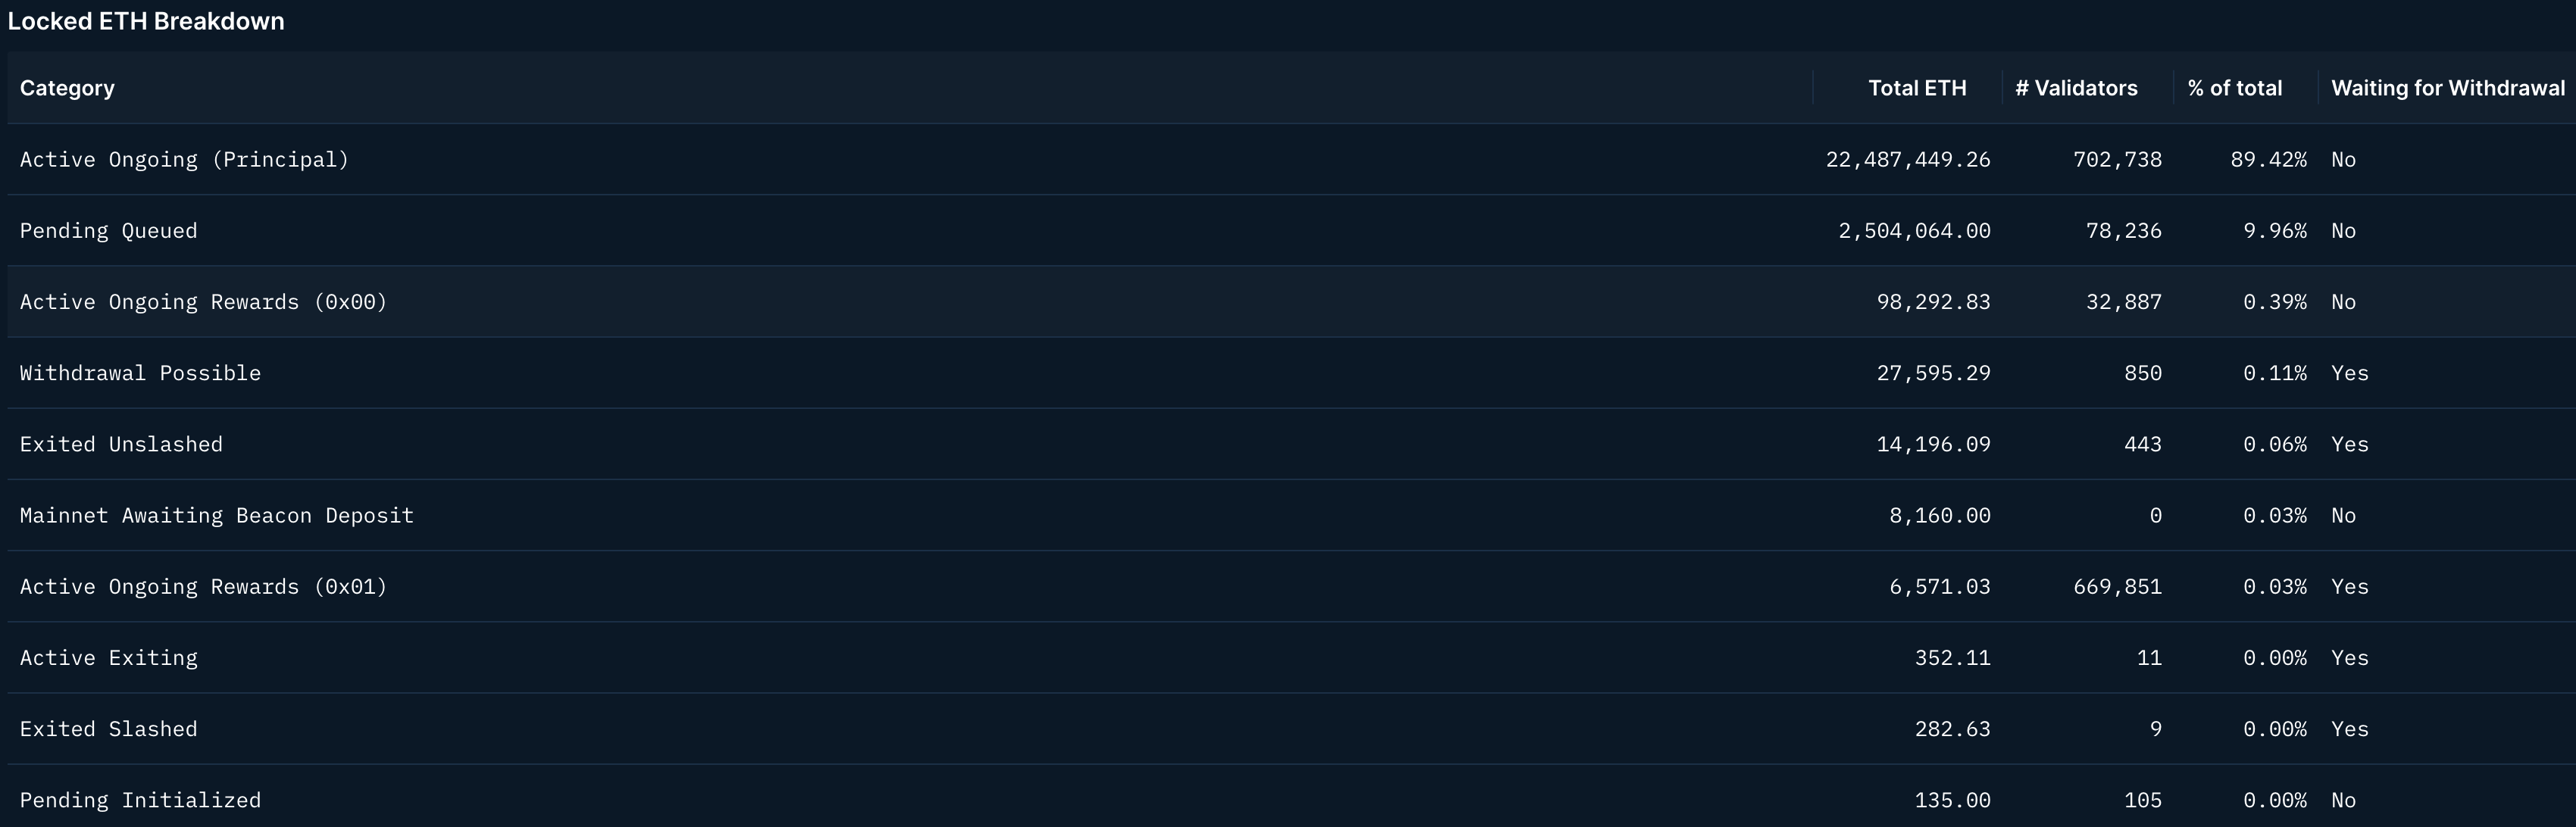 Locked ETH Breakdown
Category Total ETH # Validators % of total Waiting for Withdrawal
Active Ongoing (Principal) 22,487,449.26 702,738 89.42% No
Pending Queued 2,504,064.00 78,236 9.96% No
Active Ongoing Rewards (0x00) 98,292.83 32,887 0.39% No
Withdrawal Possible 27,595.29 850 0.11% Yes
Exited Unslashed 14,196.09 443 0.06% Yes
Mainnet Awaiting Beacon Deposit 8,160.00 0 0.03% No
Active Ongoing Rewards (0x01) 6,571.03 669,851 0.03% Yes
Active Exiting 352.11 11 0.00% Yes
Exited Slashed 282.63 9 0.00% Yes
Pending Initialized 135.00 105 0.00% No